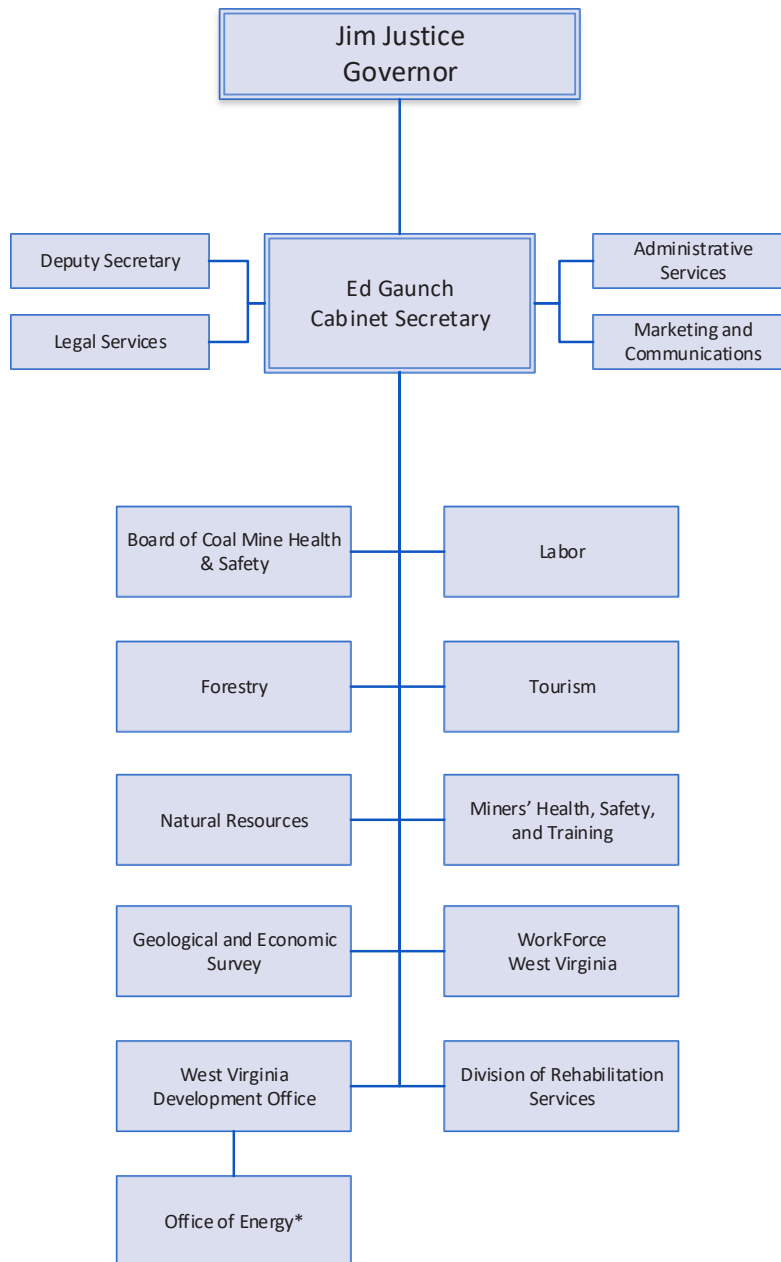 Jim Justice
Governor
Deputy Secretary
Legal Services
Ed Gaunch
Cabinet Secretary
Administrative
Services
Marketing and
Communications
Board of Coal Mine Health
& Safety
Labor
Forestry
Tourism
Natural Resources
Miners’ Health, Safety,
and Training
Geological and Economic
Survey
WorkForce
West Virginia
West Virginia
Development Office
Division of Rehabilitation
Services
Office of Energy*